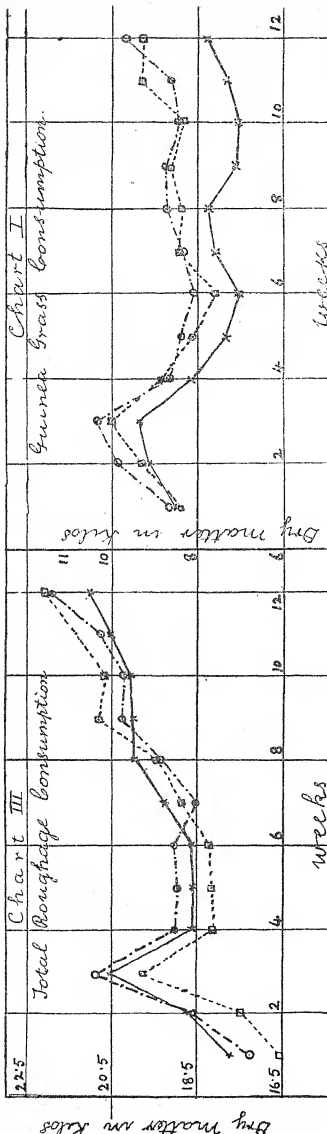 Chart III
Total Roughage Consumption
22.5
20.5
18.5
16.5
2
4
6
8
10
12
weeks
Dry Matter in Kilos
Chart I
Guinea Grass Consumption.
11
10
8
6
2
4
6
8
10
12
weeks
Dry Matter in Kilos